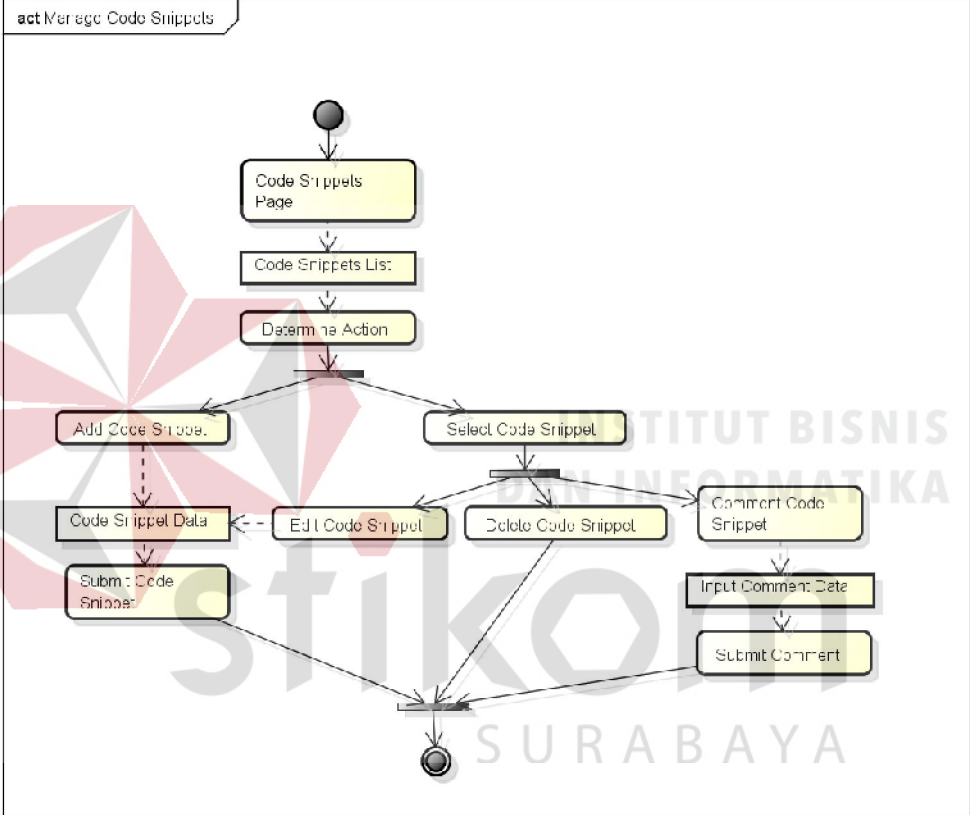 act Manage Code Snippets
Code Snippets
Page
Code Snippets List
Determine Action
Add Code Snippet
Select Code Snippet
INSTITUT BISNIS
DAN INFORMATIKA
Code Snippet Data
Edit Code Snippet
Delete Code Snippet
Comment Code
Snippet
Submit Code
Snippet
Input Comment Data
Submit Comment
stikom
SURABAYA